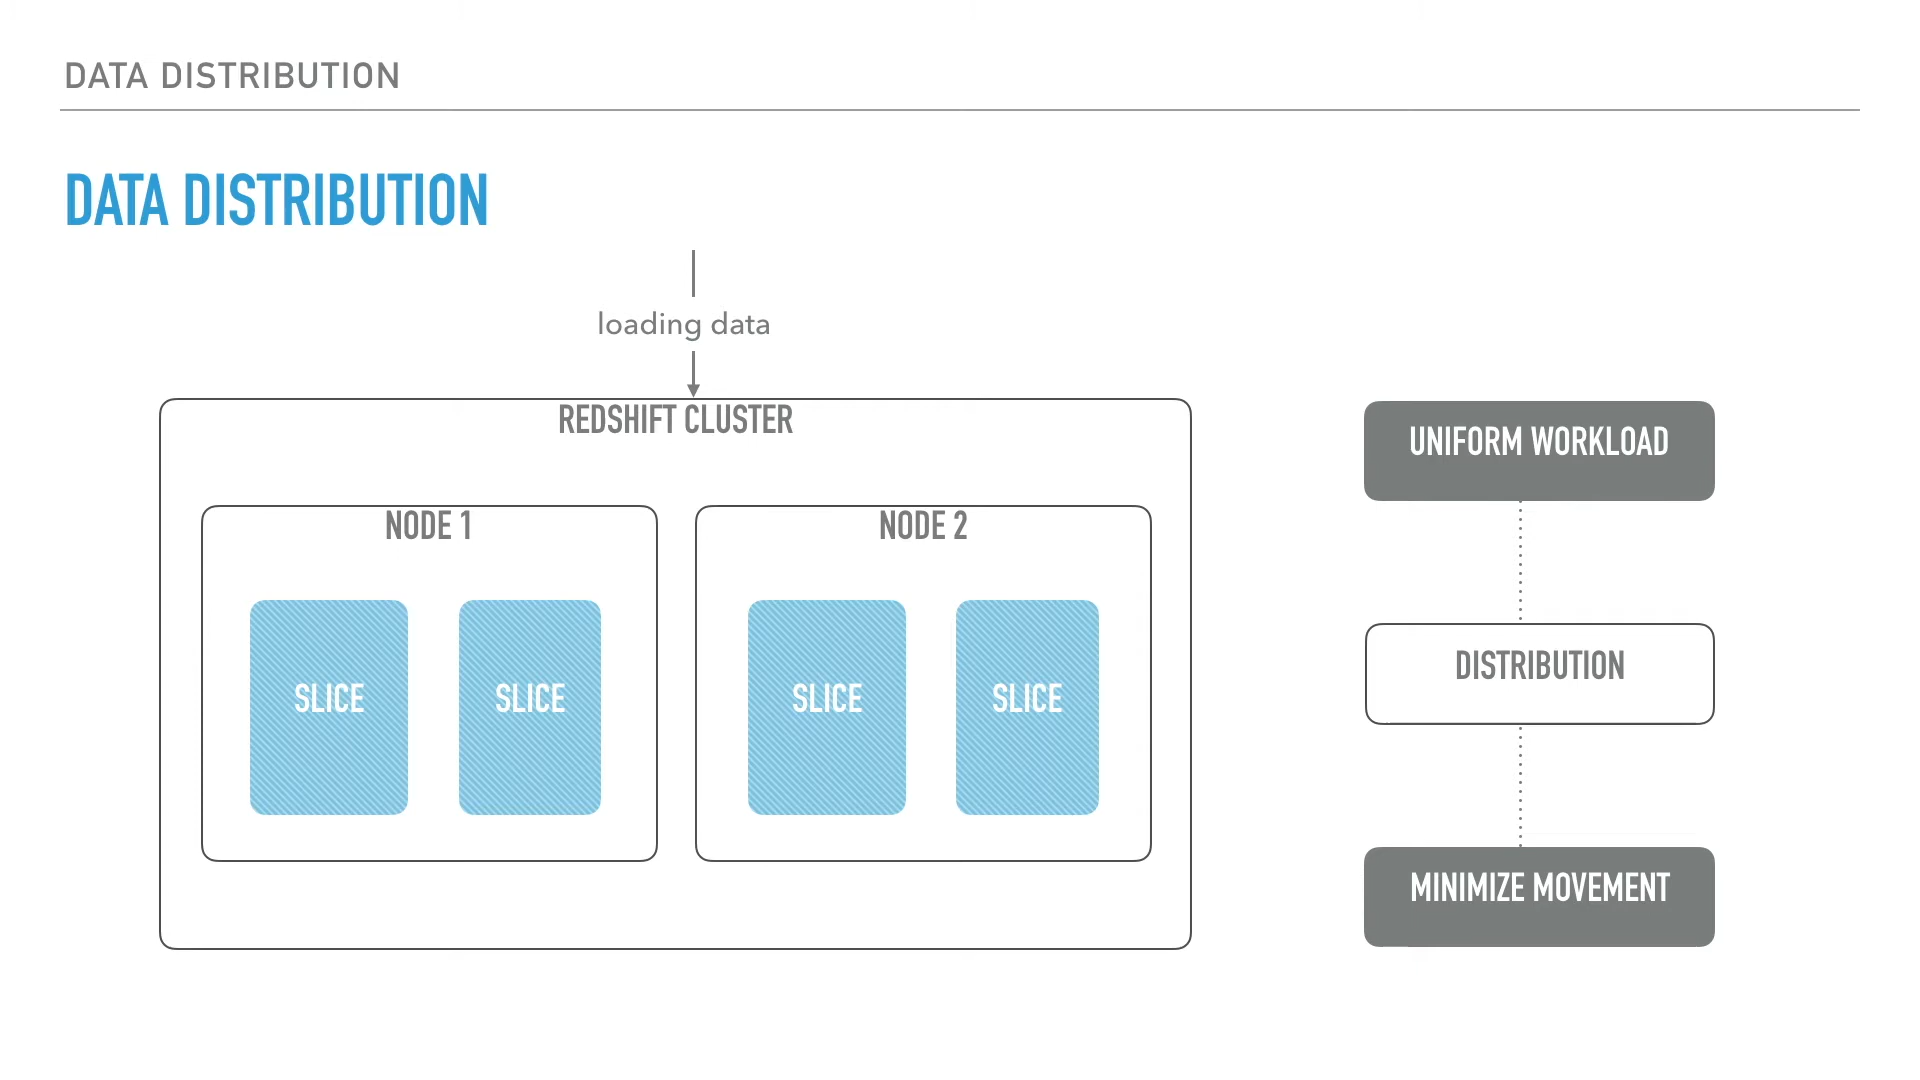 DATA DISTRIBUTION
DATA DISTRIBUTION
loading data
REDSHIFT CLUSTER
NODE 1
SLICE
SLICE
NODE 2
SLICE
SLICE
UNIFORM WORKLOAD
DISTRIBUTION
MINIMIZE MOVEMENT